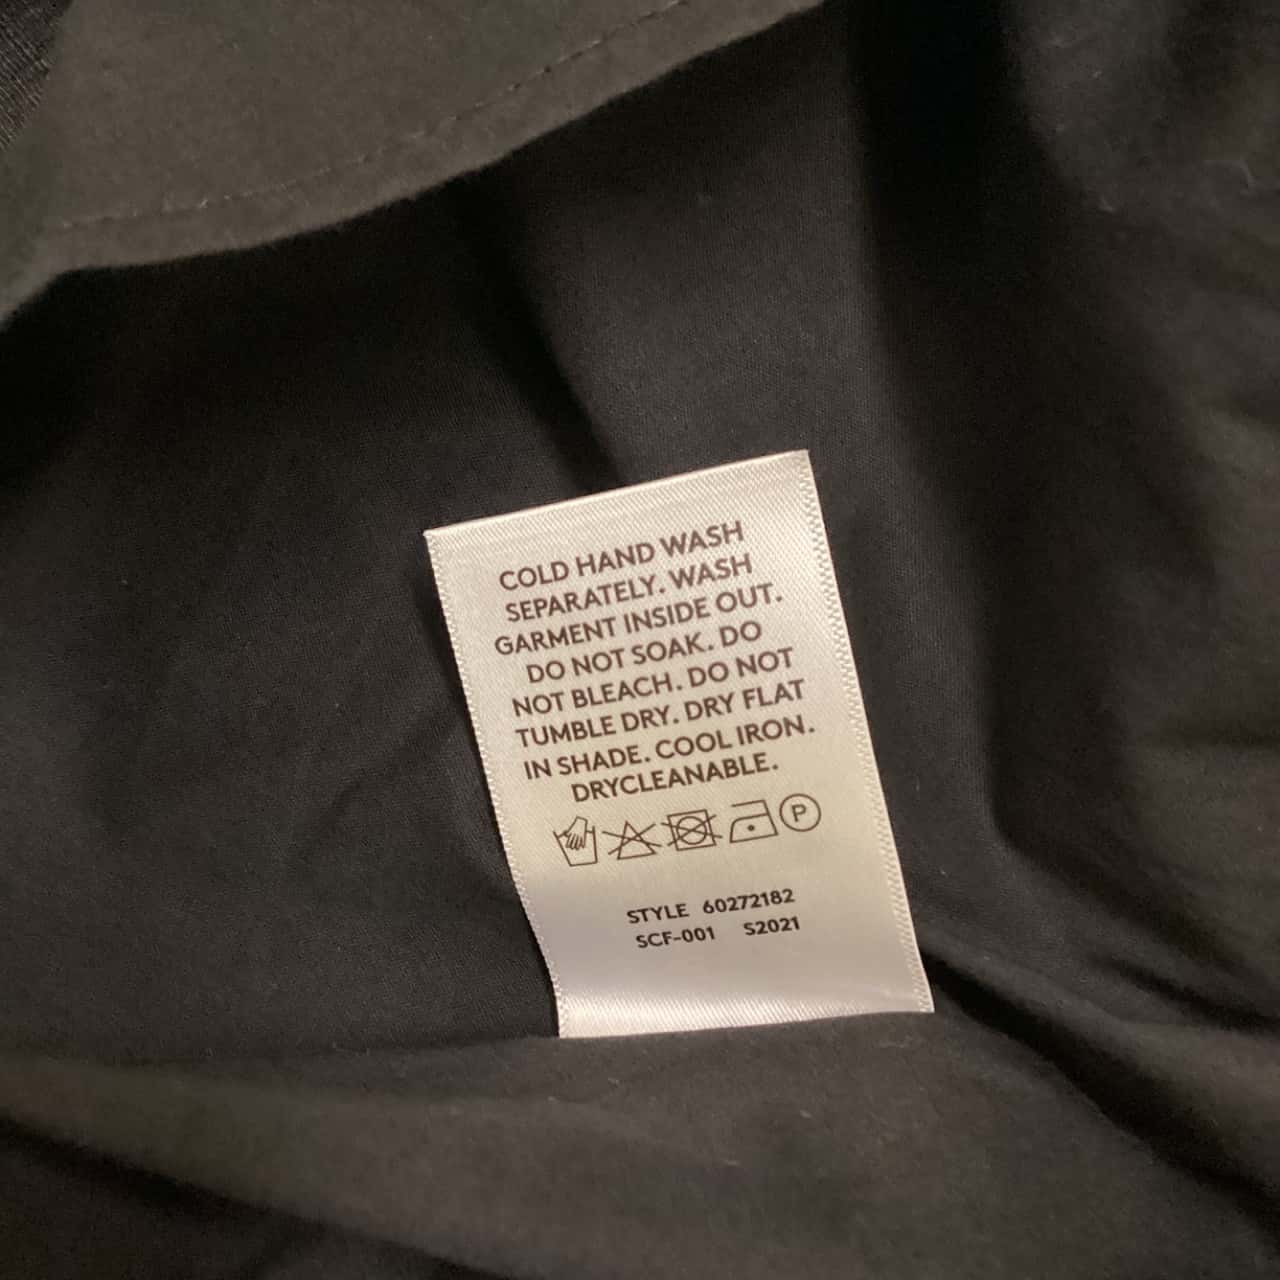 COLD HAND WASH
SEPARATELY. WASH
GARMENT INSIDE OUT.
DO NOT SOAK. DO
NOT BLEACH. DO NOT
TUMBLE DRY. DRY FLAT
IN SHADE. COOL IRON.
DRYCLEANABLE.
P
STYLE 60272182
SCF-001 S2021